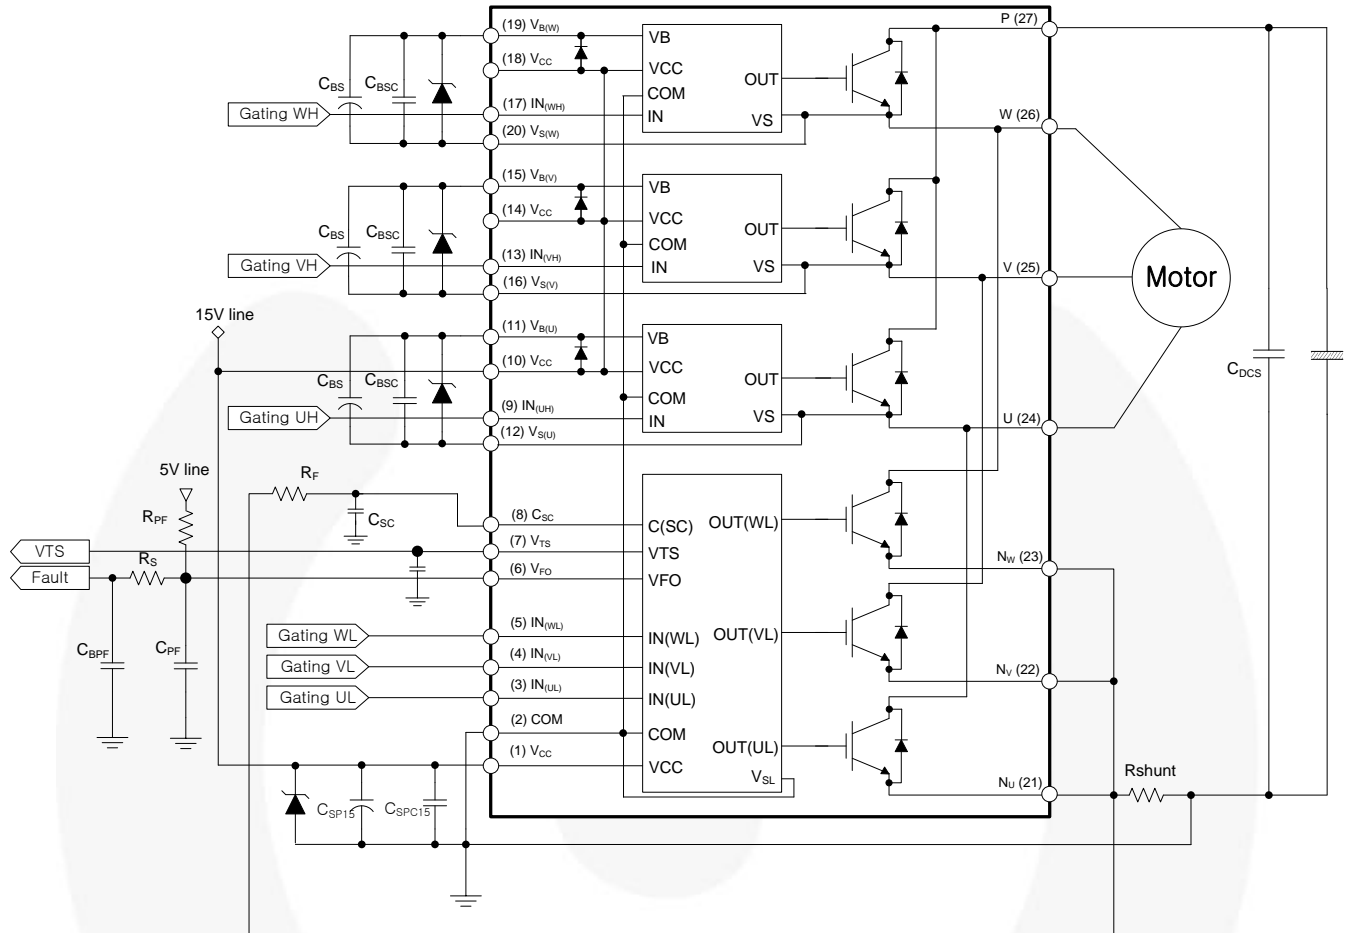 (19) VB(W)
(18) VCC
(17) IN(WH)
(20) VS(W)
CBS
CBSC
Gating WH
VB
VCC
COM
IN
OUT
VS
P (27)
W (26)
(15) VB(V)
(14) VCC
(13) IN(VH)
(16) VS(V)
CBS
CBSC
Gating VH
VB
VCC
COM
IN
OUT
VS
V (25)
Motor
15V line
(11) VB(U)
(10) VCC
(9) IN(UH)
(12) VS(U)
CBS
CBSC
Gating UH
VB
VCC
COM
IN
OUT
VS
U (24)
CDCS
5V line
RF
RPF
CSC
VTS
Fault
RS
CBPF
CPF
Gating WL
Gating VL
Gating UL
(8) CSC
(7) VTS
(6) VFO
(5) IN(WL)
(4) IN(VL)
(3) IN(UL)
(2) COM
(1) VCC
C(SC)
VTS
VFO
IN(WL)
IN(VL)
IN(UL)
COM
VCC
OUT(WL)
OUT(VL)
OUT(UL)
VSL
NW (23)
NV (22)
NU (21)
Rshunt
CSP15
CSPC15